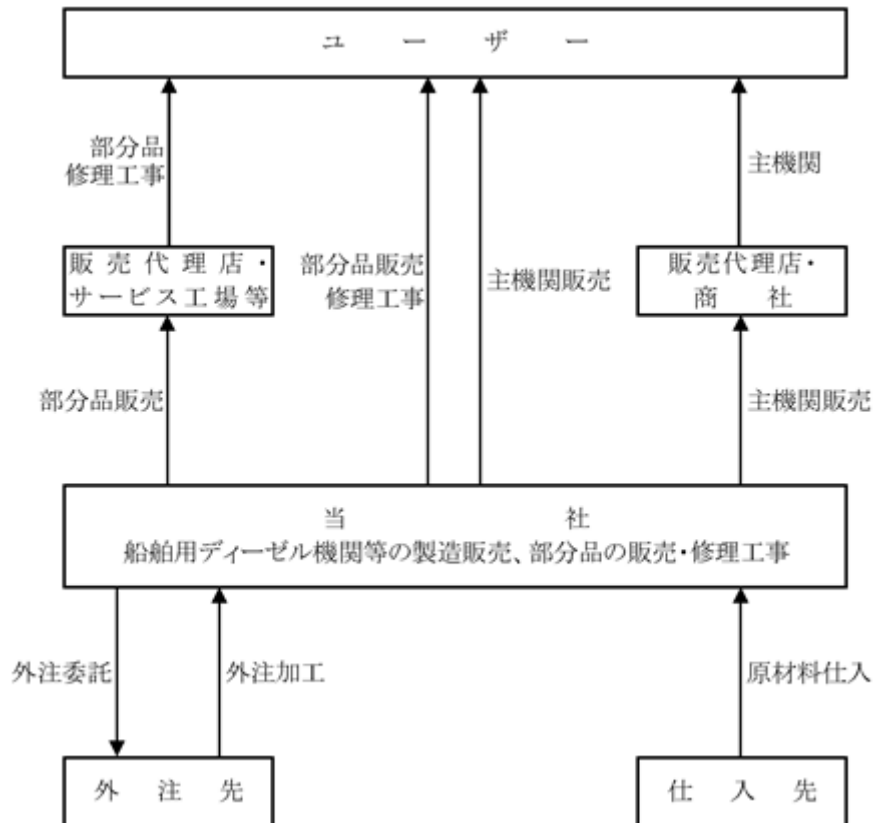 ユーザー
部分品
修理工事
主機関
販売代理店・
サービス工場等
部分品販売
修理工事
主機関販売
販売代理店・
商社
部分品販売
主機関販売
当社
船舶用ディーゼル機関等の製造販売、部分品の販売・修理工事
外注委託
外注加工
原材料仕入
外注先
仕入先